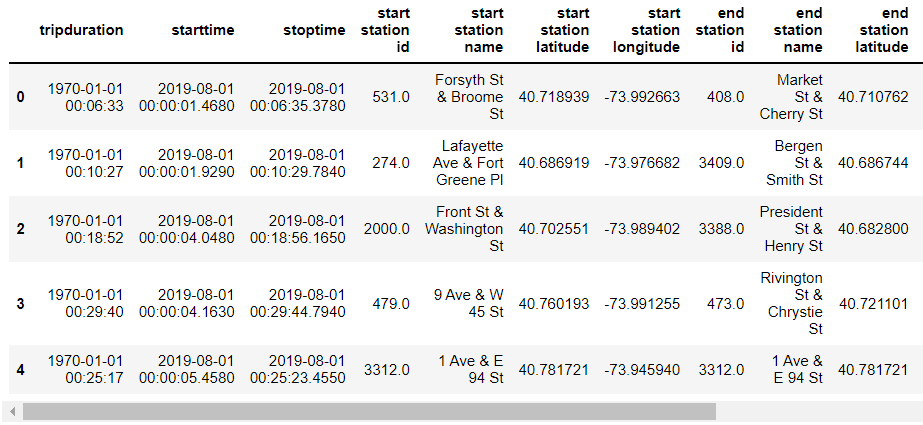 tripduration starttime stoptime start station id start station name start station latitude start station longitude end station id end station name end station latitude
0 1970-01-01 00:06:33 2019-08-01 00:00:01.4680 2019-08-01 00:06:35.3780 531.0 Forsyth St & Broome St 40.718939 -73.992663 408.0 Market St & Cherry St 40.710762
1 1970-01-01 00:10:27 2019-08-01 00:00:01.9290 2019-08-01 00:10:29.7840 274.0 Lafayette Ave & Fort Greene Pl 40.686919 -73.976682 3409.0 Bergen St & Smith St 40.686744
2 1970-01-01 00:18:52 2019-08-01 00:00:04.0480 2019-08-01 00:18:56.1650 2000.0 Front St & Washington St 40.702551 -73.989402 3388.0 President St & Henry St 40.682800
3 1970-01-01 00:29:40 2019-08-01 00:00:04.1630 2019-08-01 00:29:44.7940 479.0 9 Ave & W 45 St 40.760193 -73.991255 473.0 Rivington St & Chrystie St 40.721101
4 1970-01-01 00:25:17 2019-08-01 00:00:05.4580 2019-08-01 00:25:23.4550 3312.0 1 Ave & E 94 St 40.781721 -73.945940 3312.0 1 Ave & E 94 St 40.781721